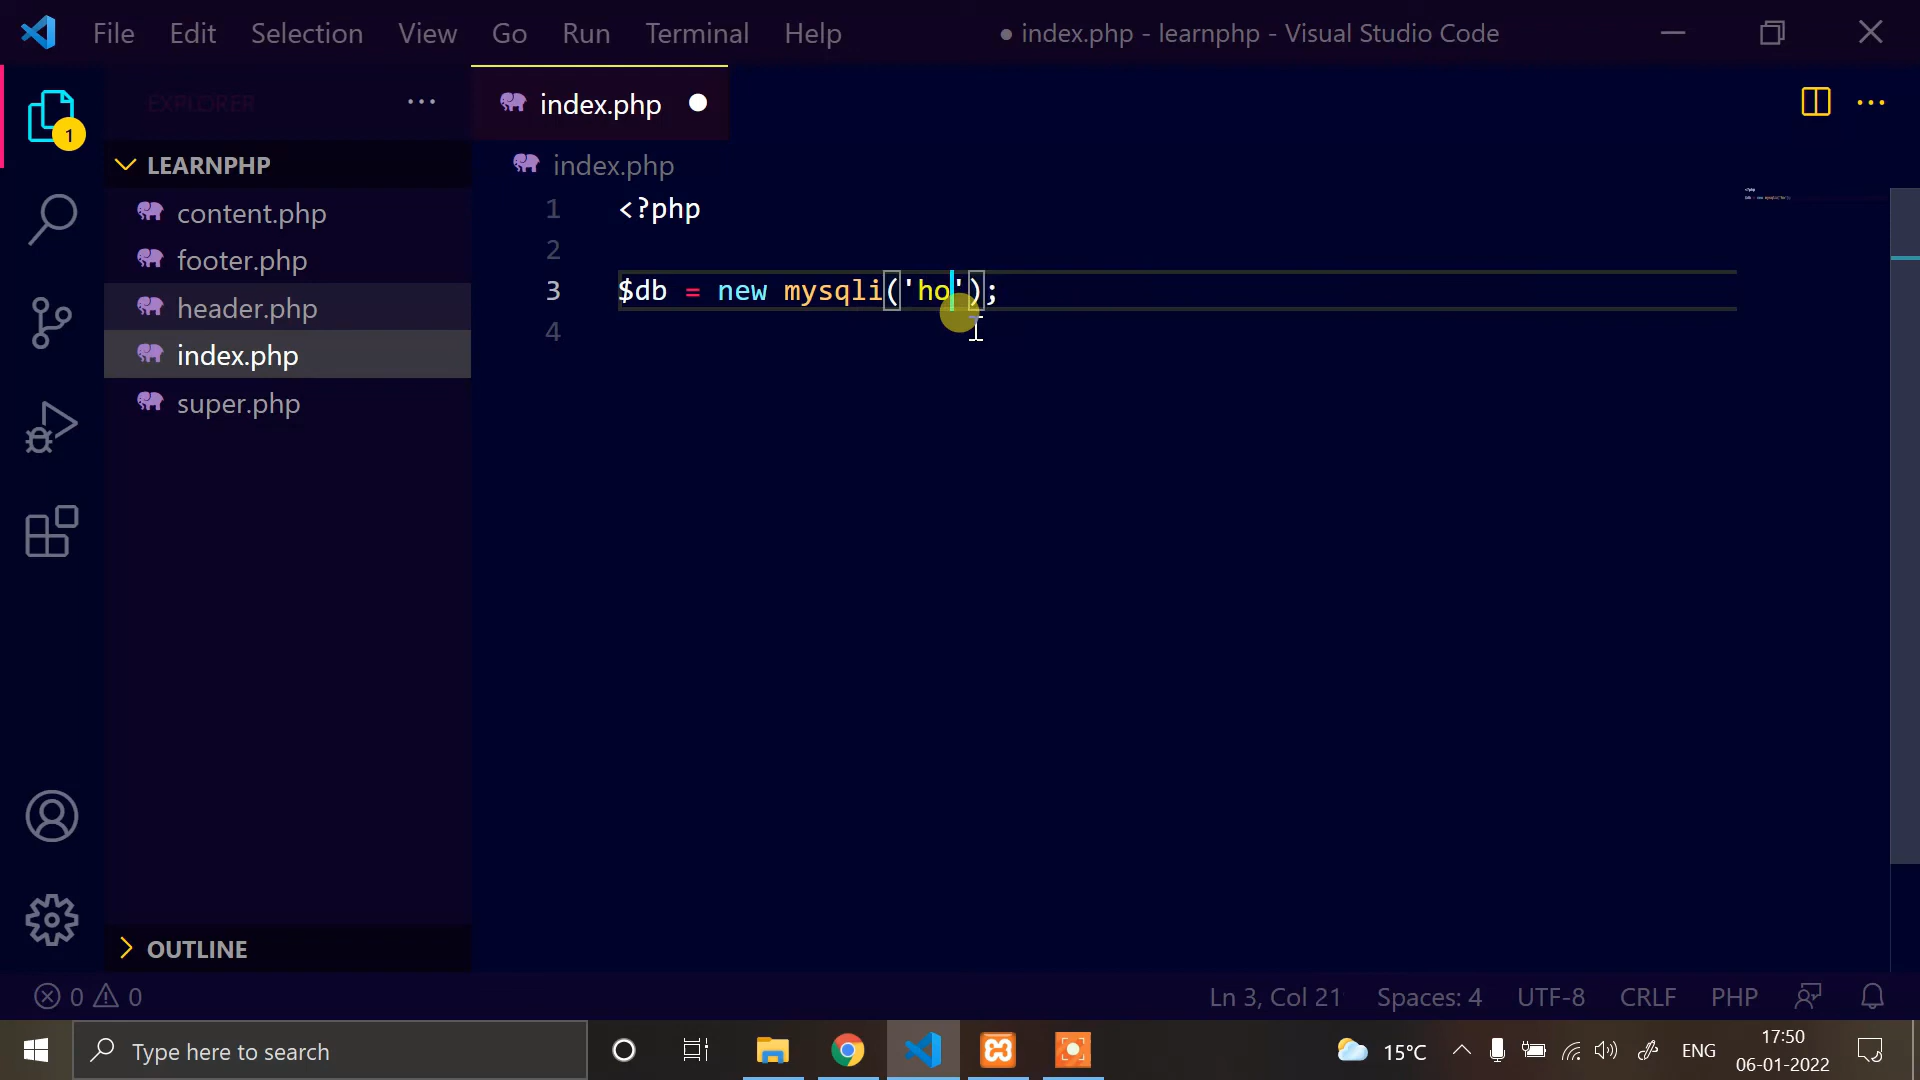 File Edit Selection View Go Run Terminal Help ● index.php - learnphp - Visual Studio Code
EXPLORER
index.php
1
LEARNPHP
index.php
content.php
footer.php
header.php
index.php
super.php
1 <?php
2
3 $db = new mysqli('ho');
4
OUTLINE
0 0
Ln 3, Col 21 Spaces: 4 UTF-8 CRLF PHP
Type here to search
15°C
ENG
17:50
06-01-2022